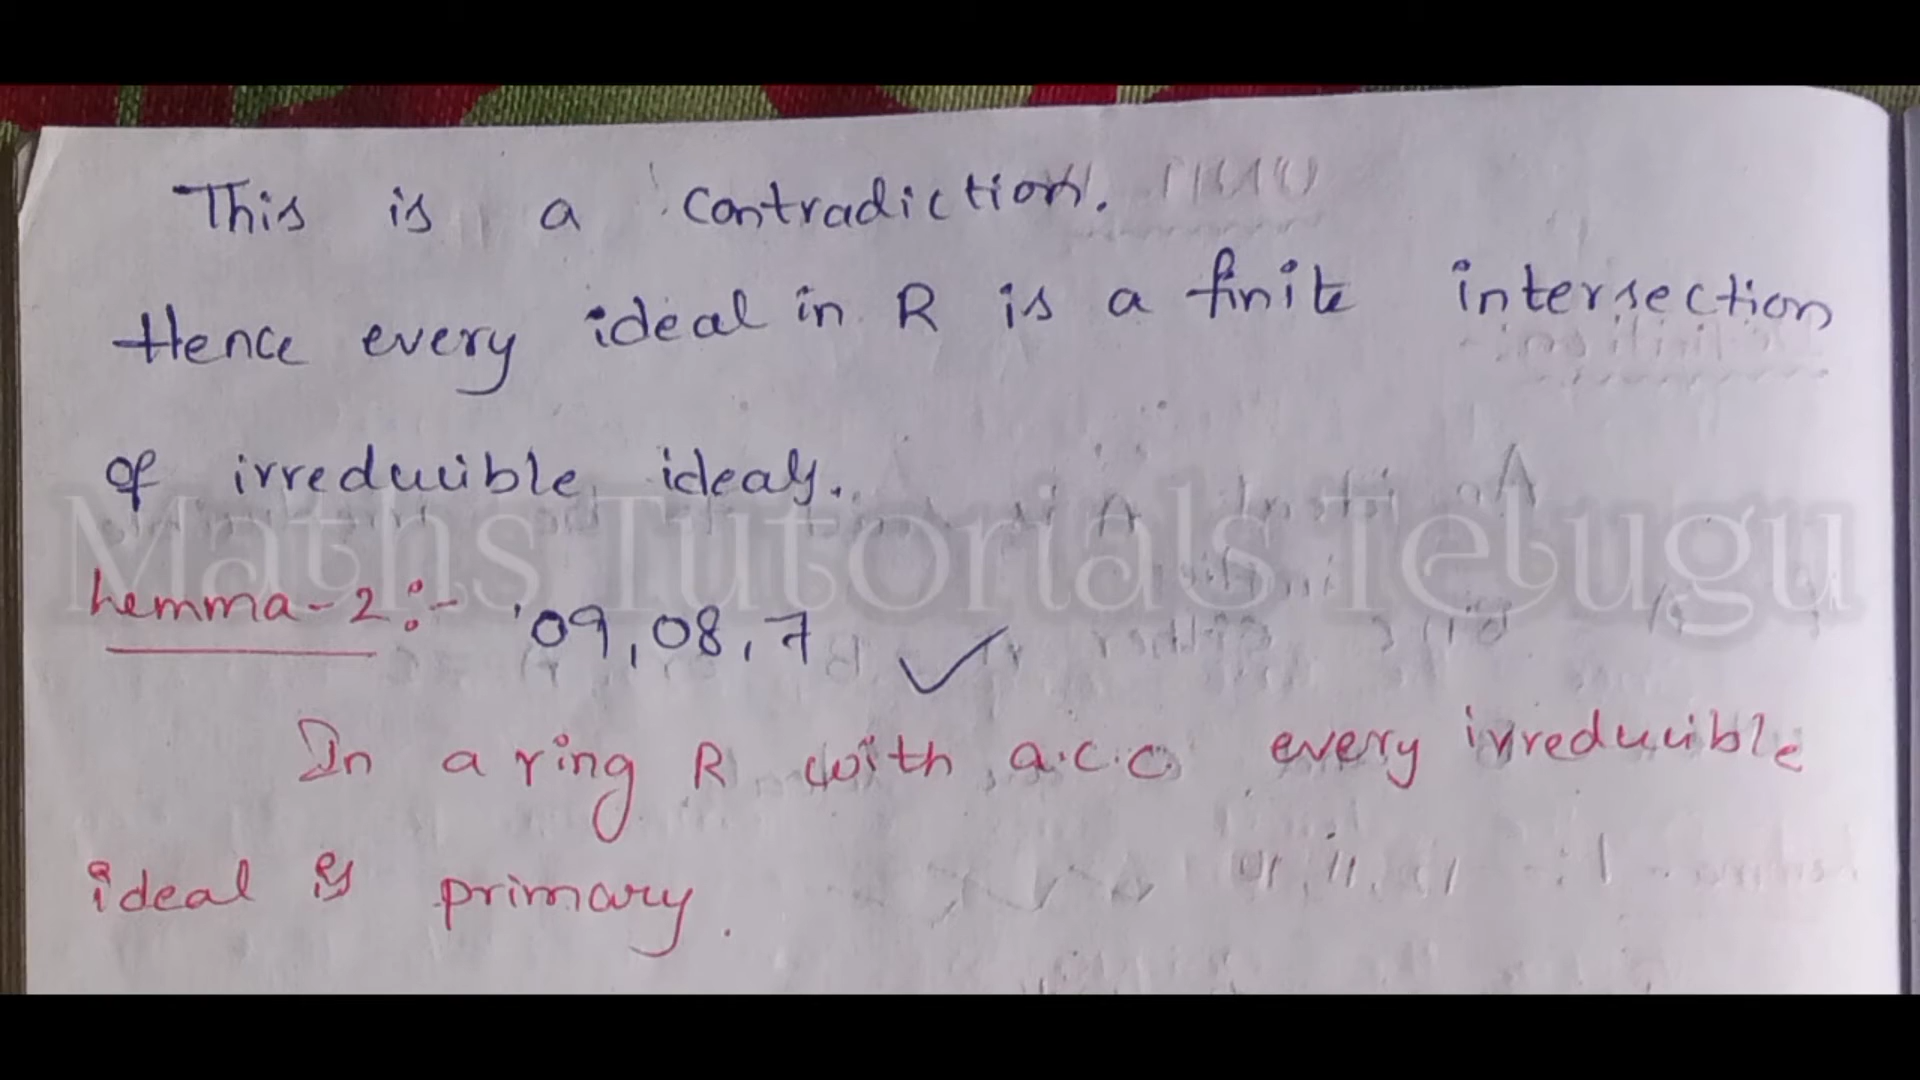 This is a contradiction.
Hence every ideal in R is a finite intersection
of irreducible ideals.
Maths Tutorials Telugu
Lemma-2:- '09, 08, 7 ✓
In a ring R with a.c.c every irreducible
ideal is primary.